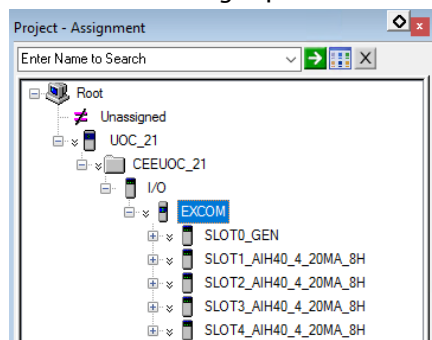 Project - Assignment
Enter Name to Search
Root
Unassigned
UOC_21
CEEUOC_21
I/O
EXCOM
SLOT0_GEN
SLOT1_AIH40_4_20MA_8H
SLOT2_AIH40_4_20MA_8H
SLOT3_AIH40_4_20MA_8H
SLOT4_AIH40_4_20MA_8H